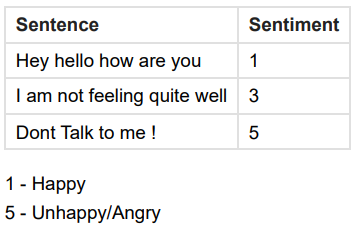 Sentence Sentiment
Hey hello how are you 1
I am not feeling quite well 3
Dont Talk to me ! 5
1 - Happy
5 - Unhappy/Angry